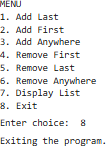 MENU
1. Add Last
2. Add First
3. Add Anywhere
4. Remove First
5. Remove Last
6. Remove Anywhere
7. Display List
8. Exit
Enter choice:  8
Exiting the program.